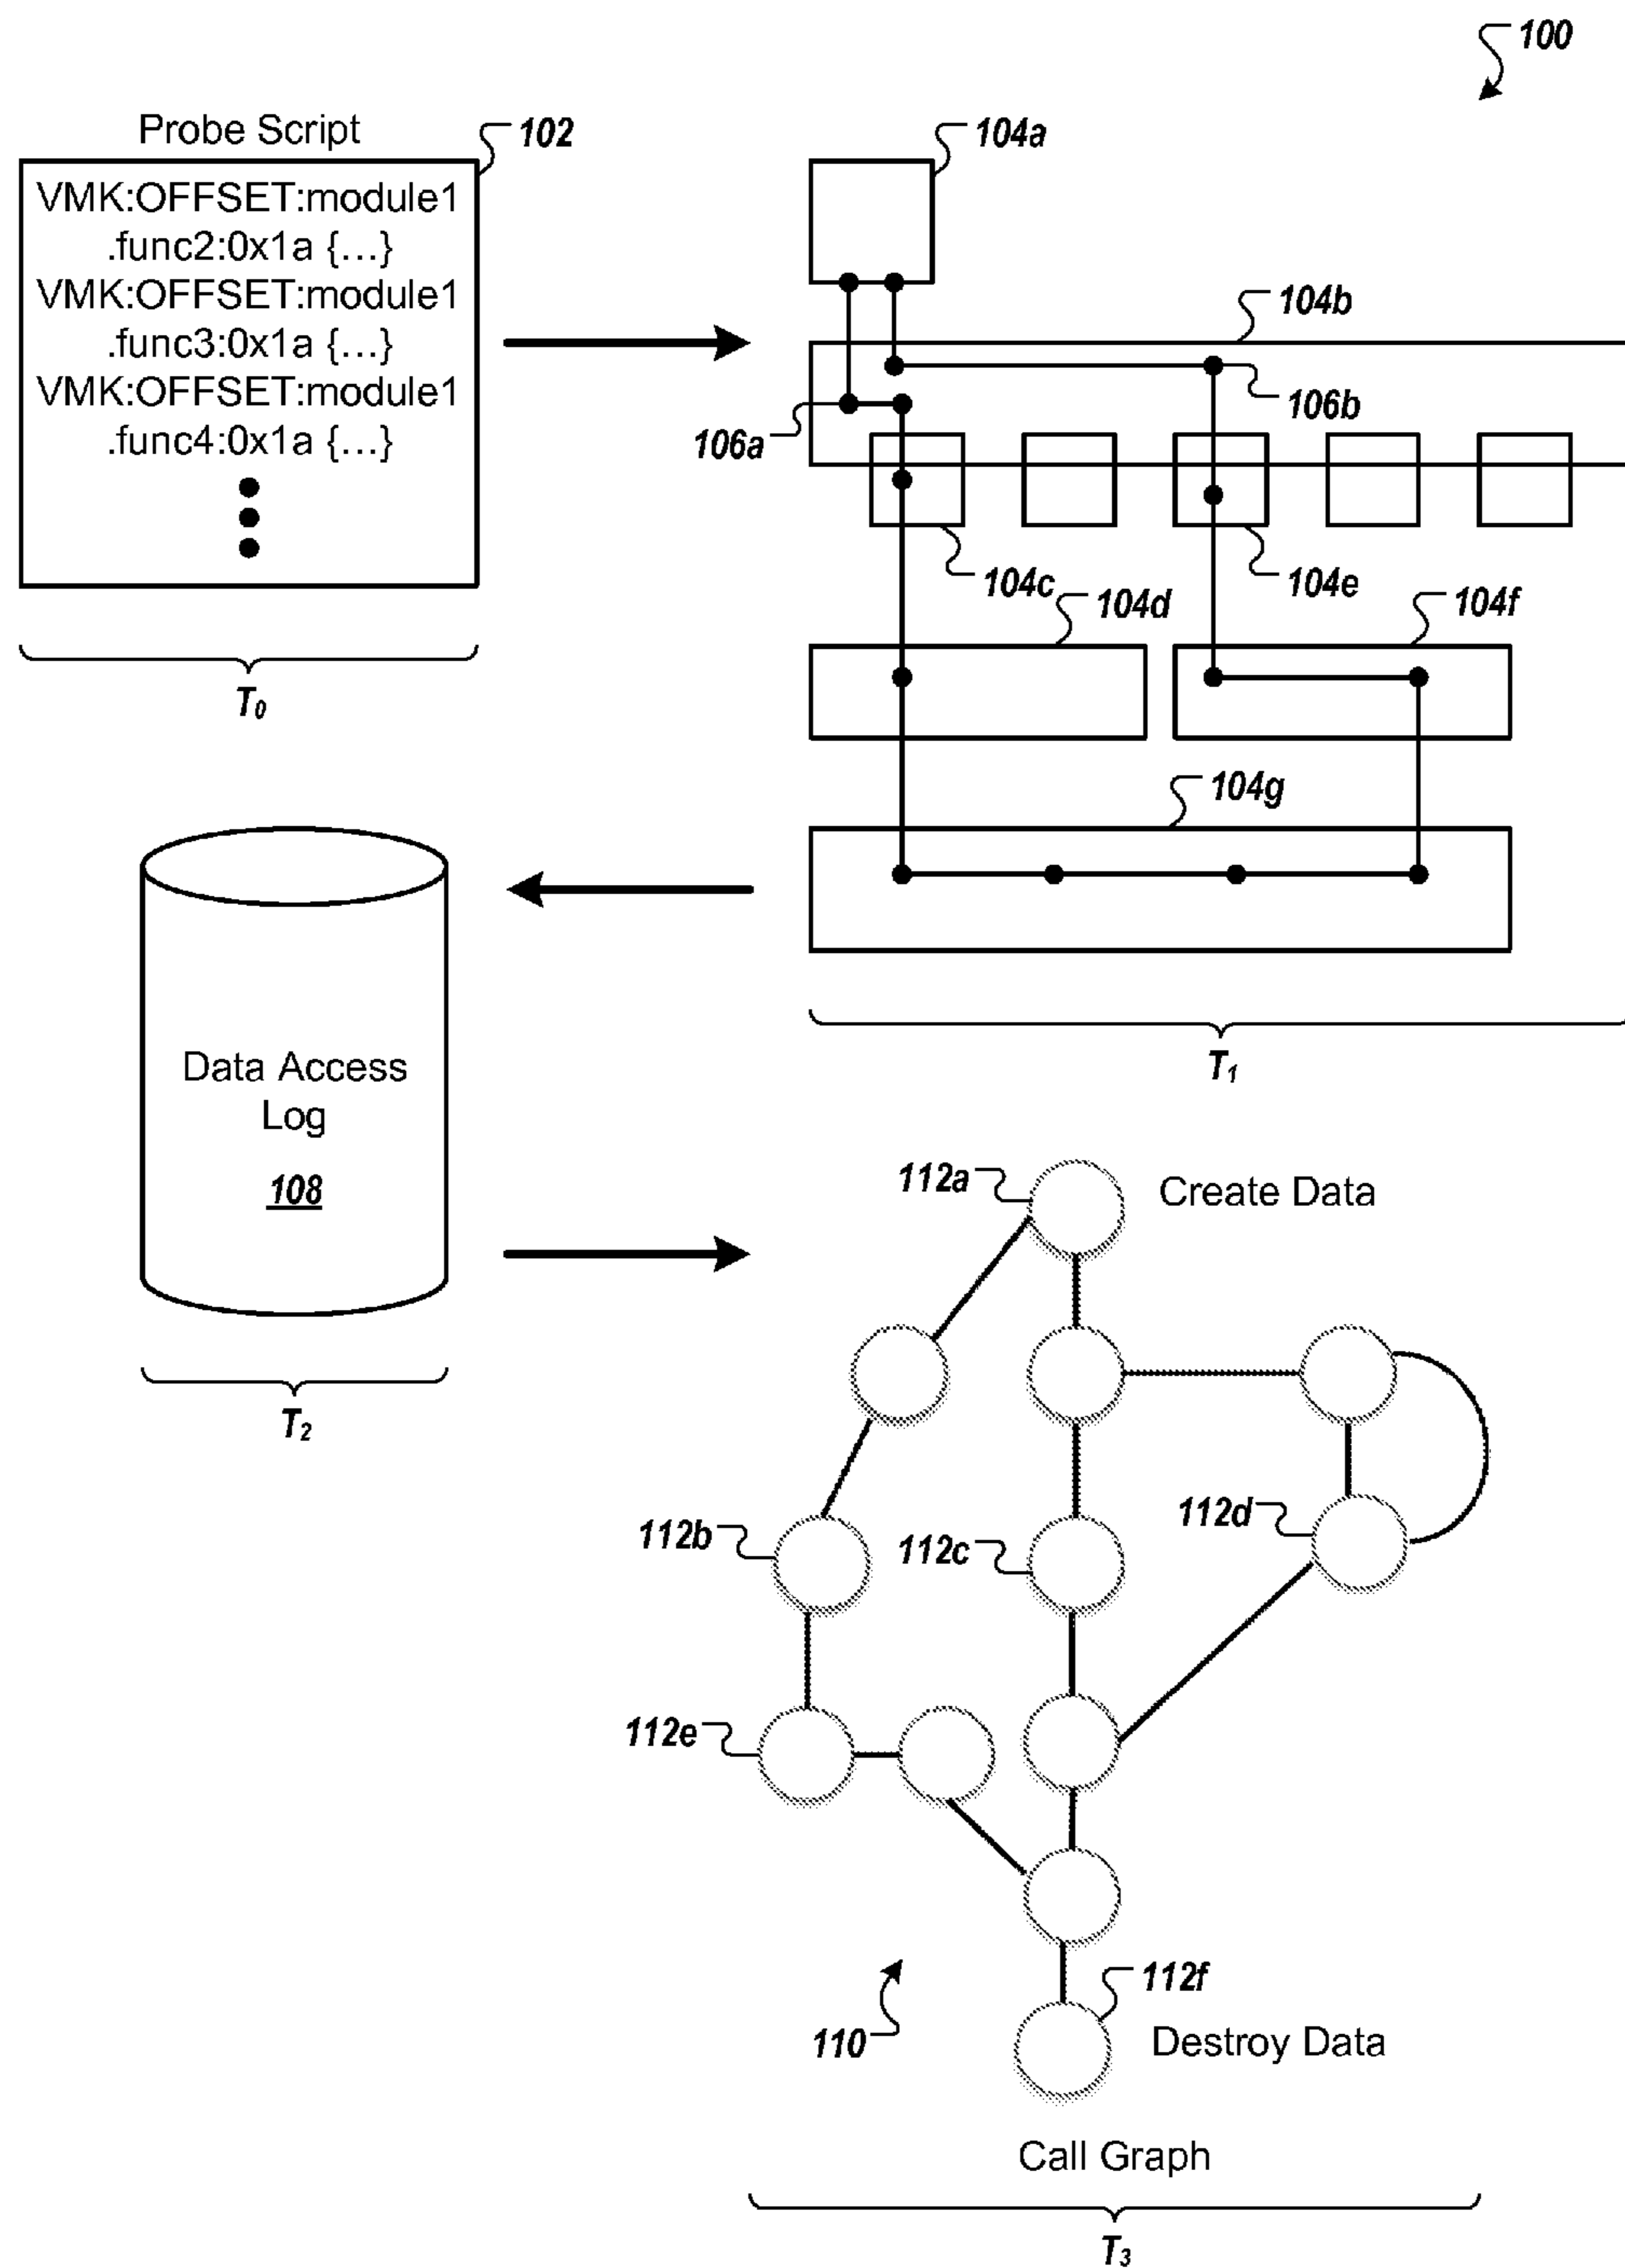 100
Probe Script
102
VMK:OFFSET:module1
.func2:0x1a {...}
VMK:OFFSET:module1
.func3:0x1a {...}
VMK:OFFSET:module1
.func4:0x1a {...}
T0
104a
104b
106a
106b
104c
104e
104d
104f
104g
T1
Data Access
Log
108
T2
112a
Create Data
112b
112c
112d
112e
112f
110
Destroy Data
Call Graph
T3